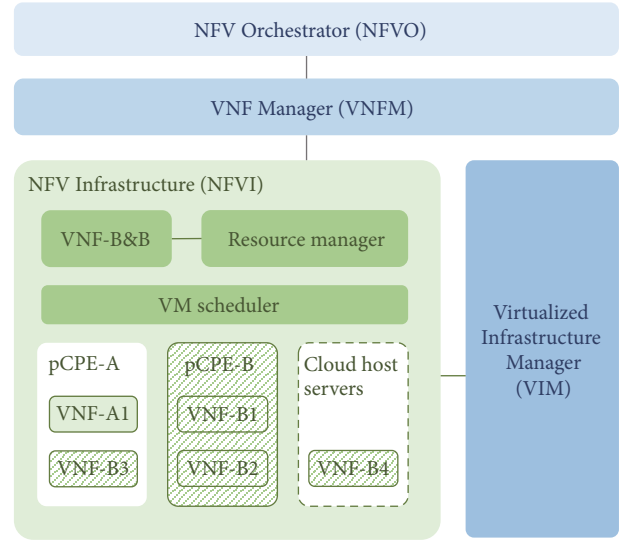 NFV Orchestrator (NFVO)
VNF Manager (VNFM)
NFV Infrastructure (NFVI)
VNF-B&B
Resource manager
VM scheduler
pCPE-A
VNF-A1
VNF-B3
pCPE-B
VNF-B1
VNF-B2
Cloud host
servers
VNF-B4
Virtualized
Infrastructure
Manager
(VIM)